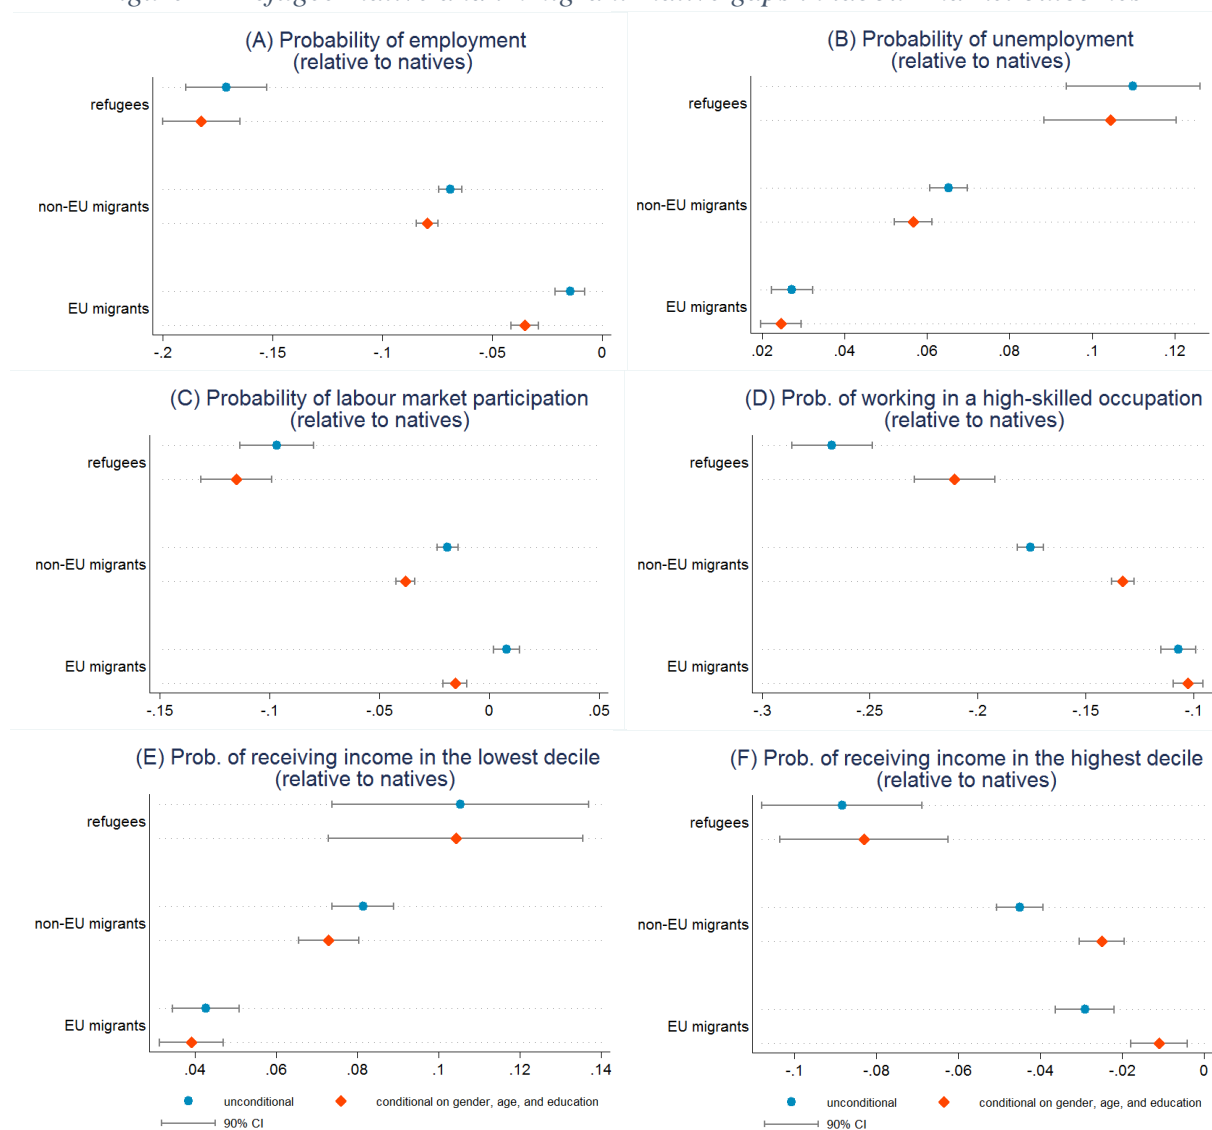 (A) Probability of employment
(relative to natives)
refugees
non-EU migrants
EU migrants
-.2 -.15 -.1 -.05 0
(B) Probability of unemployment
(relative to natives)
refugees
non-EU migrants
EU migrants
.02 .04 .06 .08 .1 .12
(C) Probability of labour market participation
(relative to natives)
refugees
non-EU migrants
EU migrants
-.15 -.1 -.05 0 .05
(D) Prob. of working in a high-skilled occupation
(relative to natives)
refugees
non-EU migrants
EU migrants
-.3 -.25 -.2 -.15 -.1
(E) Prob. of receiving income in the lowest decile
(relative to natives)
refugees
non-EU migrants
EU migrants
.04 .06 .08 .1 .12 .14
unconditional conditional on gender, age, and education
90% CI
(F) Prob. of receiving income in the highest decile
(relative to natives)
refugees
non-EU migrants
EU migrants
-.1 -.08 -.06 -.04 -.02 0
unconditional conditional on gender, age, and education
90% CI